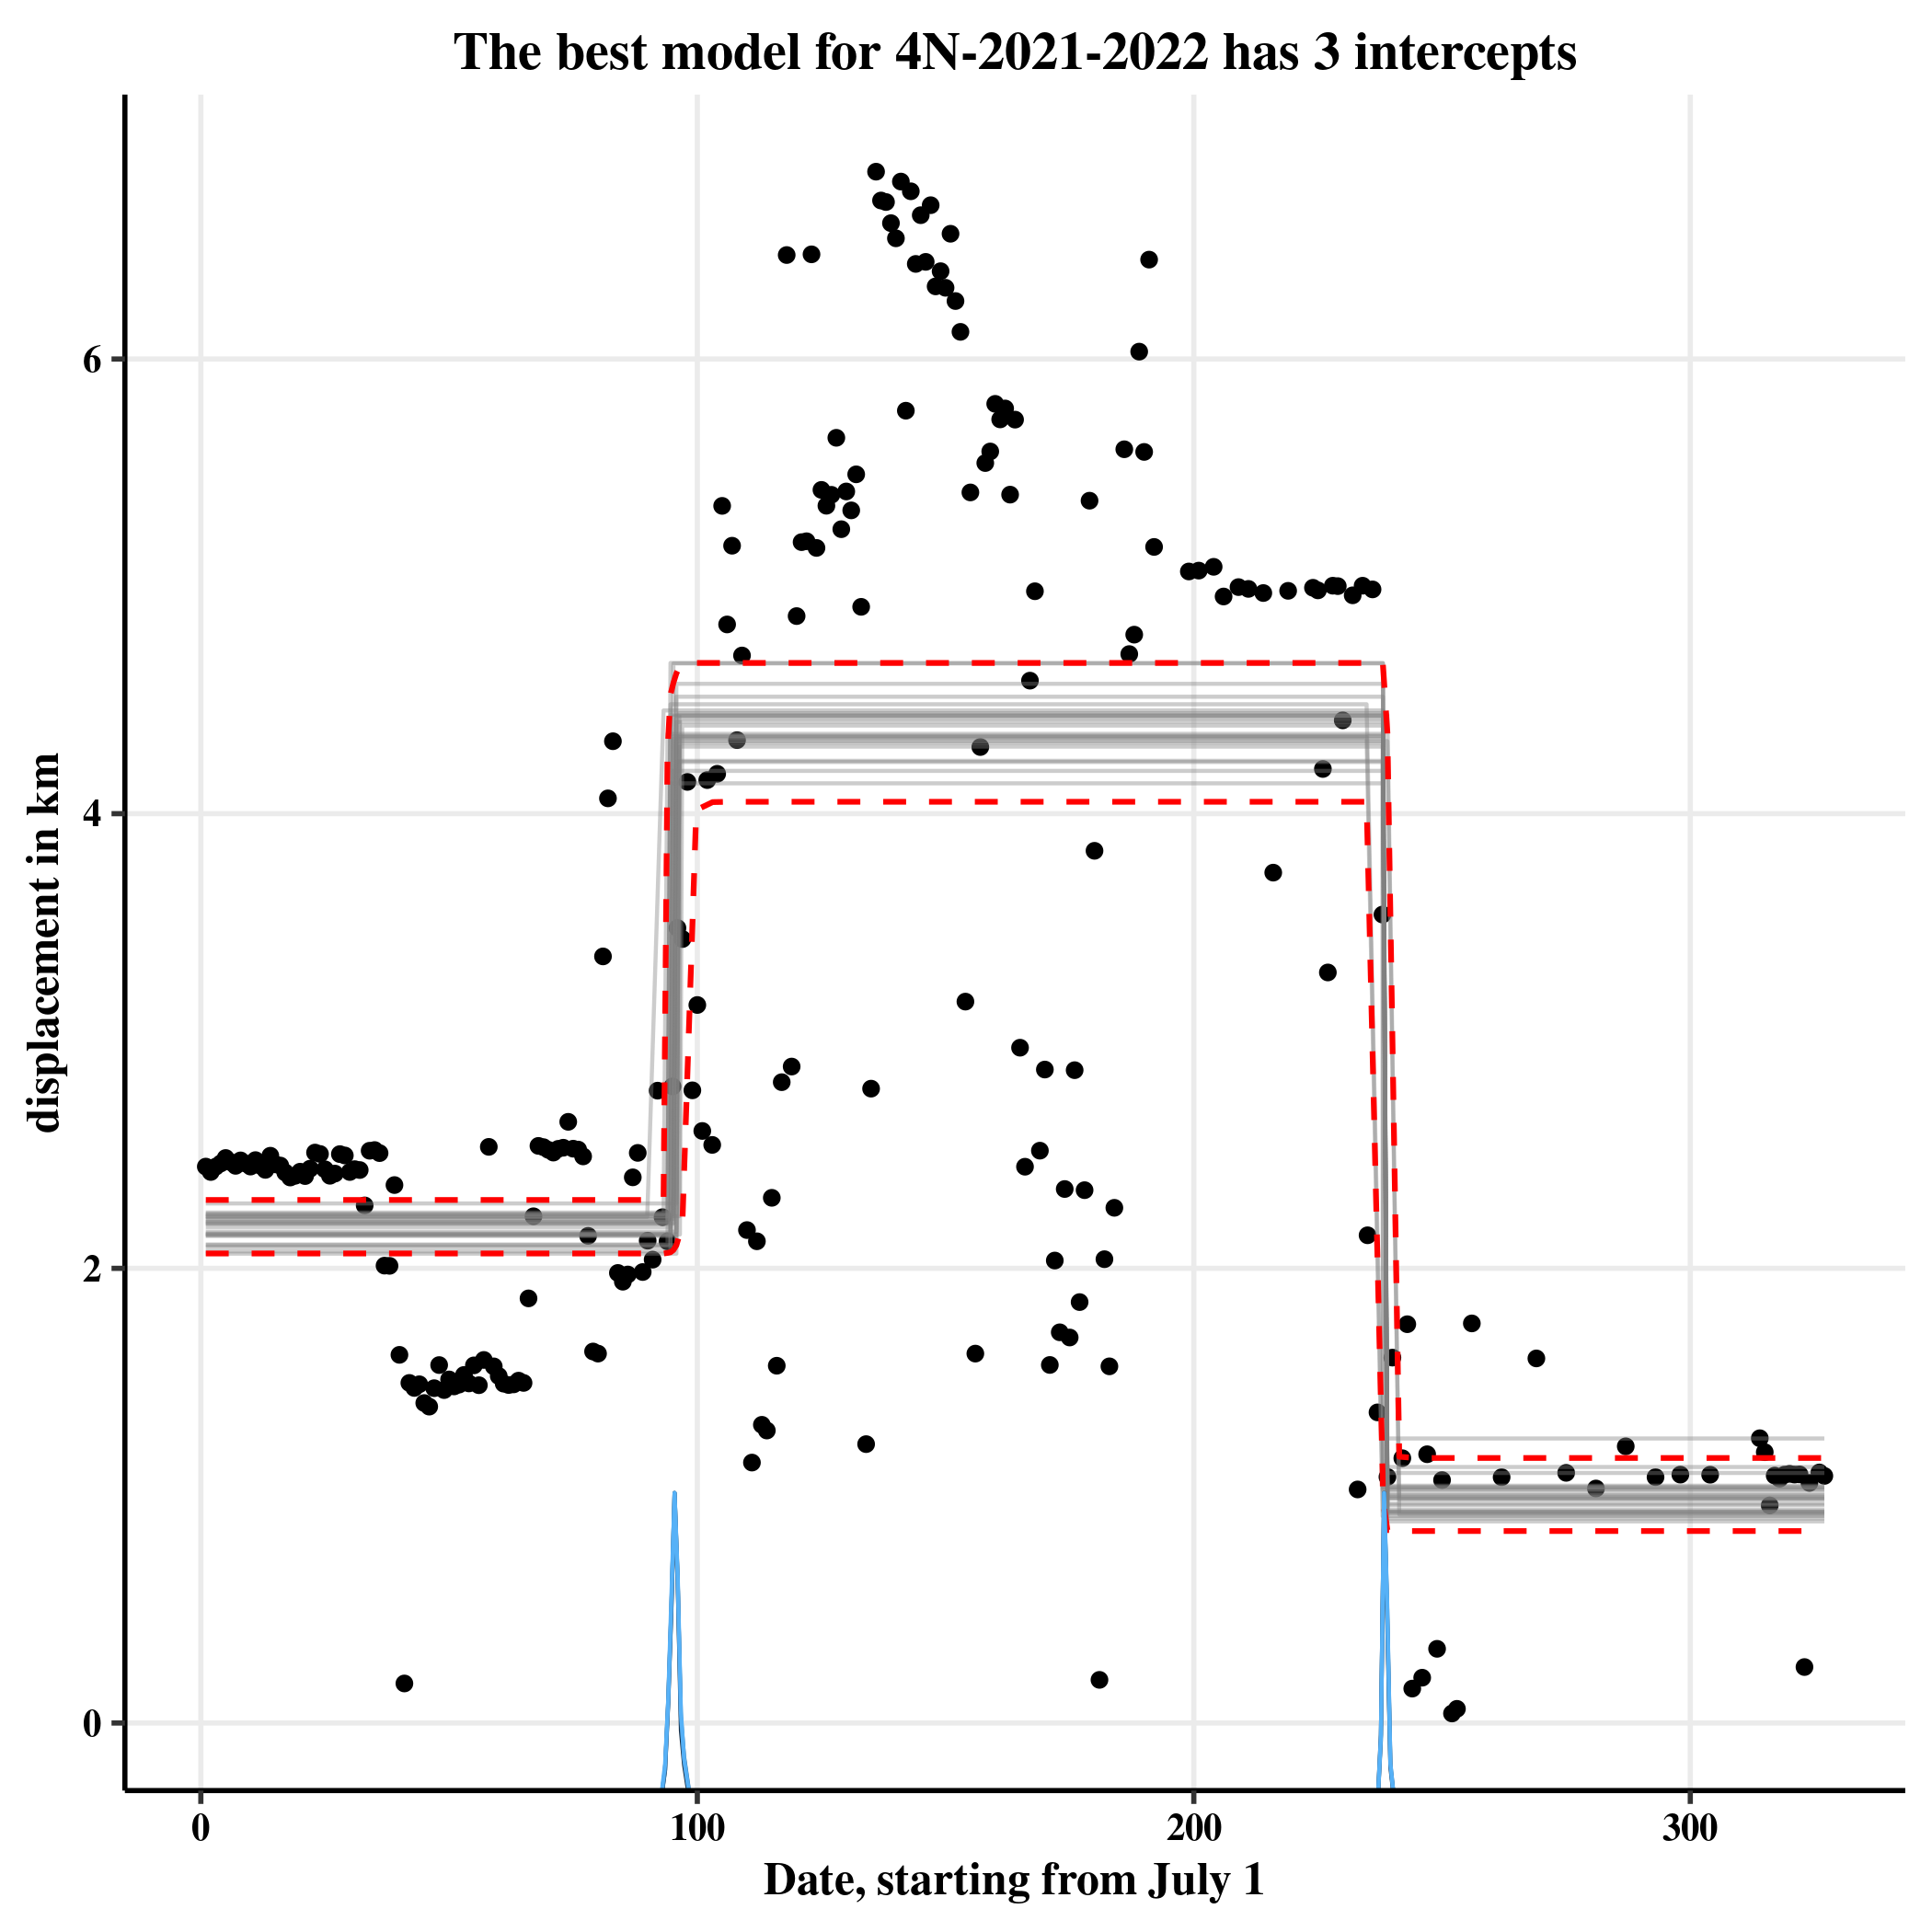 The best model for 4N-2021-2022 has 3 intercepts
displacement in km
6
4
2
0
0 100 200 300
Date, starting from July 1